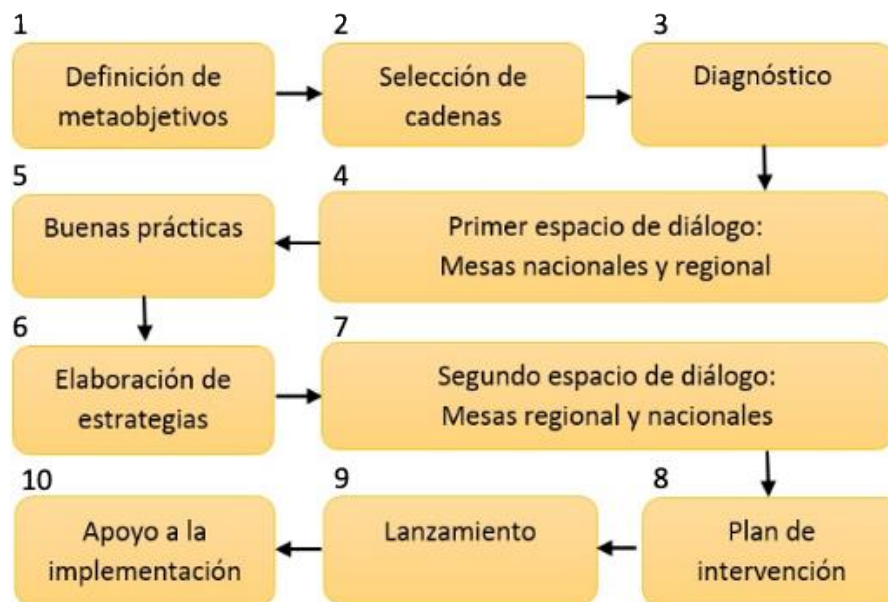 1
Definición de
metaobjetivos
2
Selección de
cadenas
3
Diagnóstico
4
Primer espacio de diálogo:
Mesas nacionales y regional
5
Buenas prácticas
6
Elaboración de
estrategias
7
Segundo espacio de diálogo:
Mesas regional y nacionales
8
Plan de
intervención
9
Lanzamiento
10
Apoyo a la
implementación